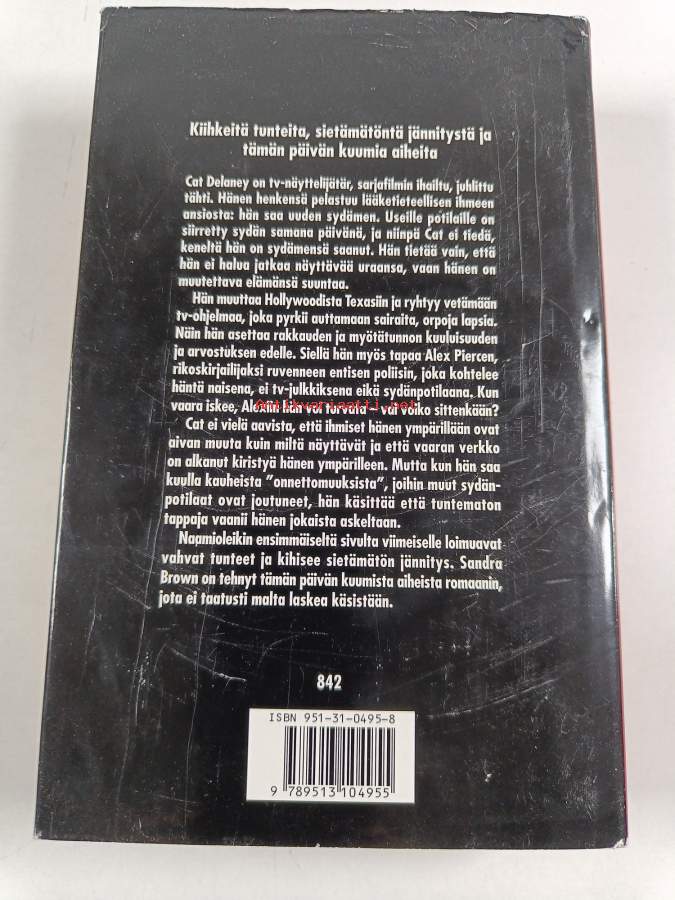 Kiihkeitä tunteita, sietämätöntä jännitystä ja
tämän päivän kuumia aiheita
Cat Delaney on tv-näyttelijätär, sarjafilmin ihailtu, juhlittu
tähti. Hänen henkensä pelastuu lääketieteellisen ihmeen
ansiosta: hän saa uuden sydämen. Useille potilaille on
siirretty sydän samana päivänä, ja niinpä Cat ei tiedä,
keneltä hän on sydämensä saanut. Hän tietää vain, että
hän ei halua jatkaa näyttävää uraansa, vaan hänen on
muutettava elämänsä suuntaa.
Hän muuttaa Hollywoodista Texasiin ja ryhtyy vetämään
tv-ohjelmaa, joka pyrkii auttamaan sairaita, orpoja lapsia.
Näin hän asettaa rakkauden ja myötätunnon kuuluisuuden
ja arvostuksen edelle. Siellä hän myös tapaa Alex Piercen,
rikoskirjailijaksi ruvenneen entisen poliisin, joka kohtelee
häntä naisena, ei tv-julkkiksena eikä sydänpotilaana. Kun
vaara iskee, Alexiin hän voi luottaa – vai voiko sittenkään?
Antikvariaatti.net
Cat ei vielä aavista, että ihmiset hänen ympärillään ovat
aivan muuta kuin miltä näyttävät ja että vaaran verkko
on alkanut kiristyä hänen ympärilleen. Mutta kun hän saa
kuulla kauheista "onnettomuuksista", joihin muut sydän-
potilaat ovat joutuneet, hän käsittää että tuntematon
tappaja vaanii hänen jokaista askeltaan.
Naamioleikin ensimmäiseltä sivulta viimeiselle loimuavat
vahvat tunteet ja kihisee sietämätön jännitys. Sandra
Brown on tehnyt tämän päivän kuumista aiheista romaanin,
jota ei taatusti malta laskea käsistään.
842
ISBN 951-31-0495-8
9 789513 104955